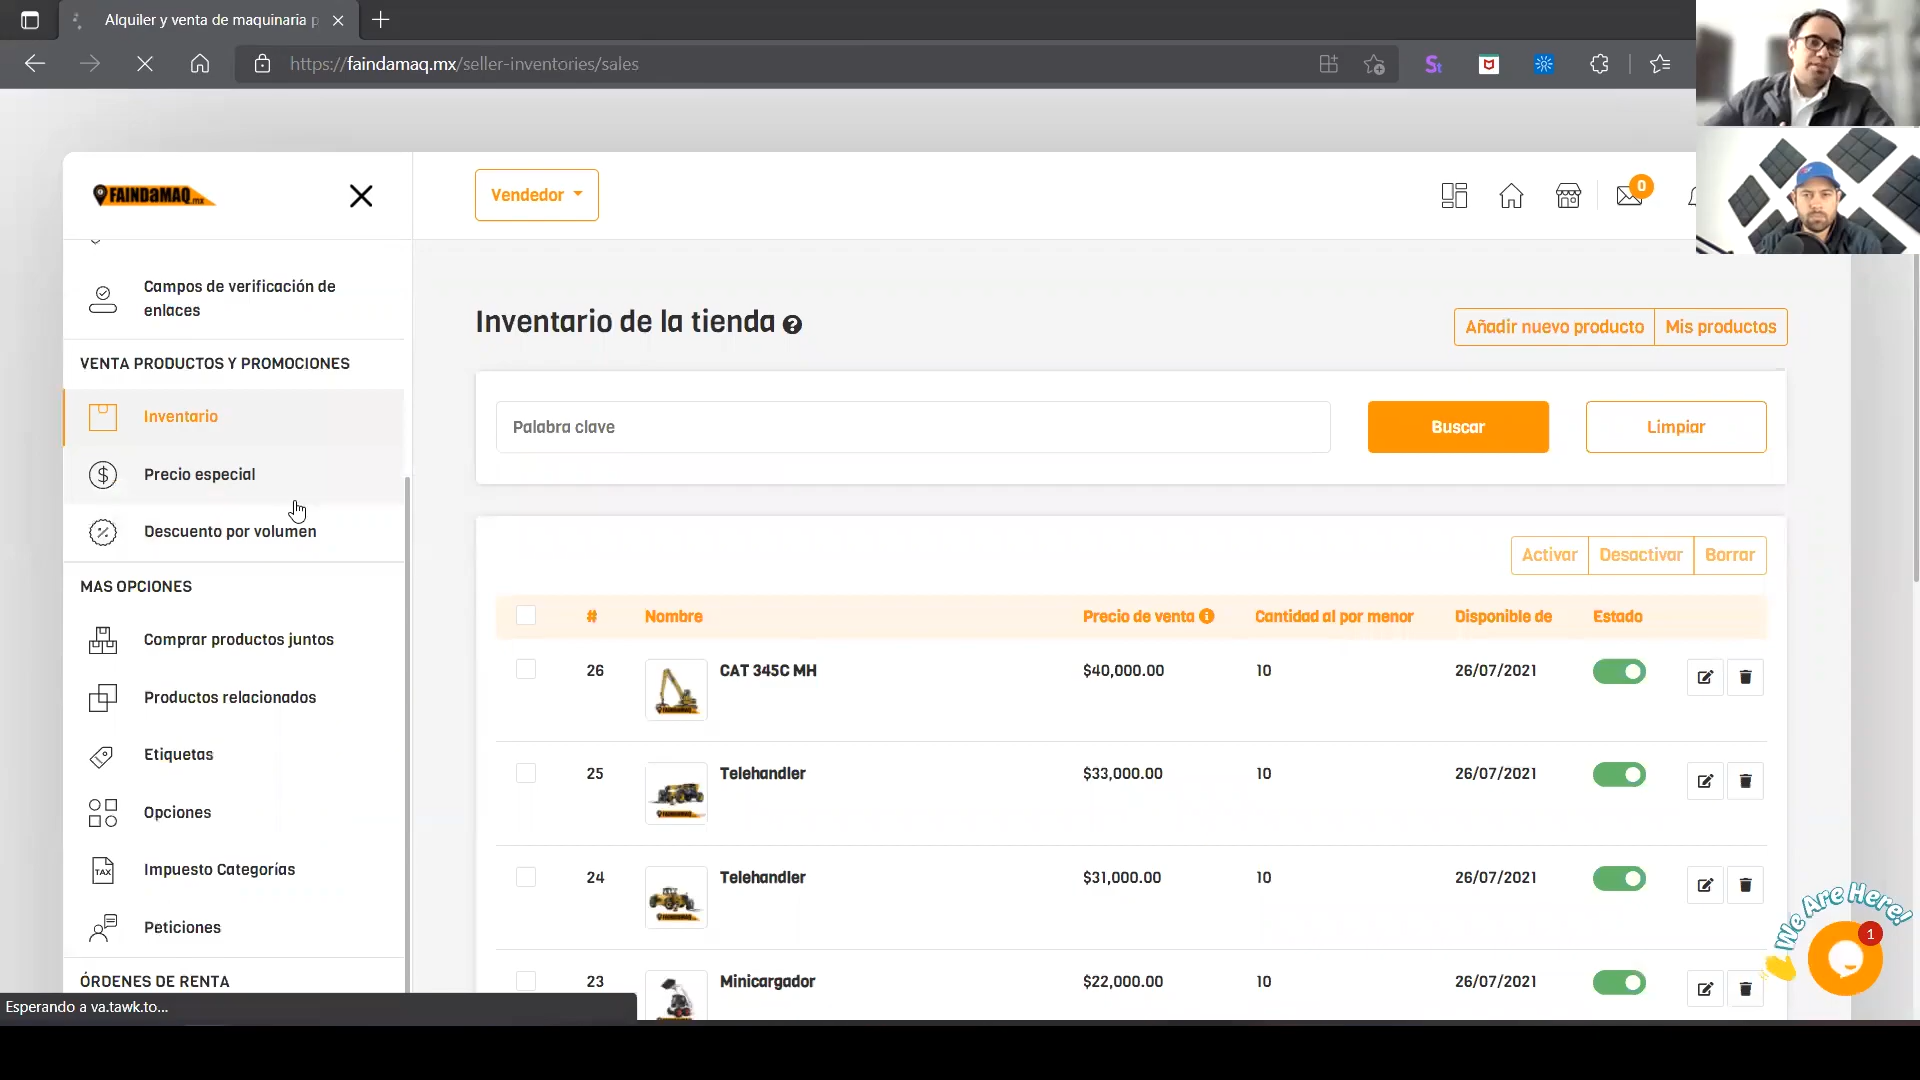 Alquiler y venta de maquinaria p
https://faindamaq.mx/seller-inventories/sales
FAINDAMAQ.mx
Vendedor
0
Campos de verificación de
enlaces
VENTA PRODUCTOS Y PROMOCIONES
Inventario
Precio especial
Descuento por volumen
MAS OPCIONES
Comprar productos juntos
Productos relacionados
Etiquetas
Opciones
TAX
Impuesto Categorías
Peticiones
ÓRDENES DE RENTA
Esperando a va.tawk.to...
Inventario de la tienda
Añadir nuevo producto
Mis productos
Palabra clave
Buscar
Limpiar
Activar
Desactivar
Borrar
# Nombre Precio de venta Cantidad al por menor Disponible de Estado
26 CAT 345C MH $40,000.00 10 26/07/2021
25 Telehandler $33,000.00 10 26/07/2021
24 Telehandler $31,000.00 10 26/07/2021
23 Minicargador $22,000.00 10 26/07/2021
We Are Here!
1